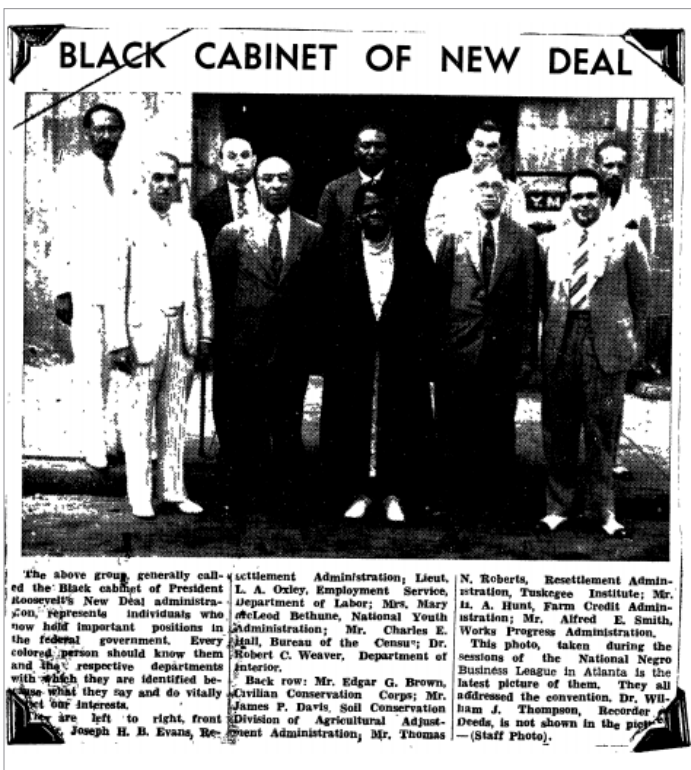 BLACK CABINET OF NEW DEAL
Y.M
The above group, generally call-
ed the Black cabinet of President
Roosevelt's New Deal administra-
tion, represents individuals who
now hold important positions in
the federal government. Every
colored person should know them
and the respective departments
with which they are identified be-
cause what they say and do vitally
our interests.
They are left to right, front
Joseph H. B. Evans, Re-
settlement Administration; Lieut.
L. A. Oxley, Employment Service,
Department of Labor; Mrs. Mary
McLeod Bethune, National Youth
Administration; Mr. Charles E.
Hall, Bureau of the Census; Dr.
Robert C. Weaver, Department of
Interior.
Back row: Mr. Edgar G. Brown,
Civilian Conservation Corps; Mr.
James P. Davis, Soil Conservation
Division of Agricultural Adjust-
ment Administration; Mr. Thomas
N. Roberts, Resettlement Admin-
istration, Tuskegee Institute; Mr.
H. A. Hunt, Farm Credit Admin-
istration; Mr. Alfred E. Smith,
Works Progress Administration.
This photo, taken during the
sessions of the National Negro
Business League in Atlanta is the
latest picture of them. They all
addressed the convention. Dr. Wil-
liam J. Thompson, Recorder of
Deeds, is not shown in the picture
—(Staff Photo).